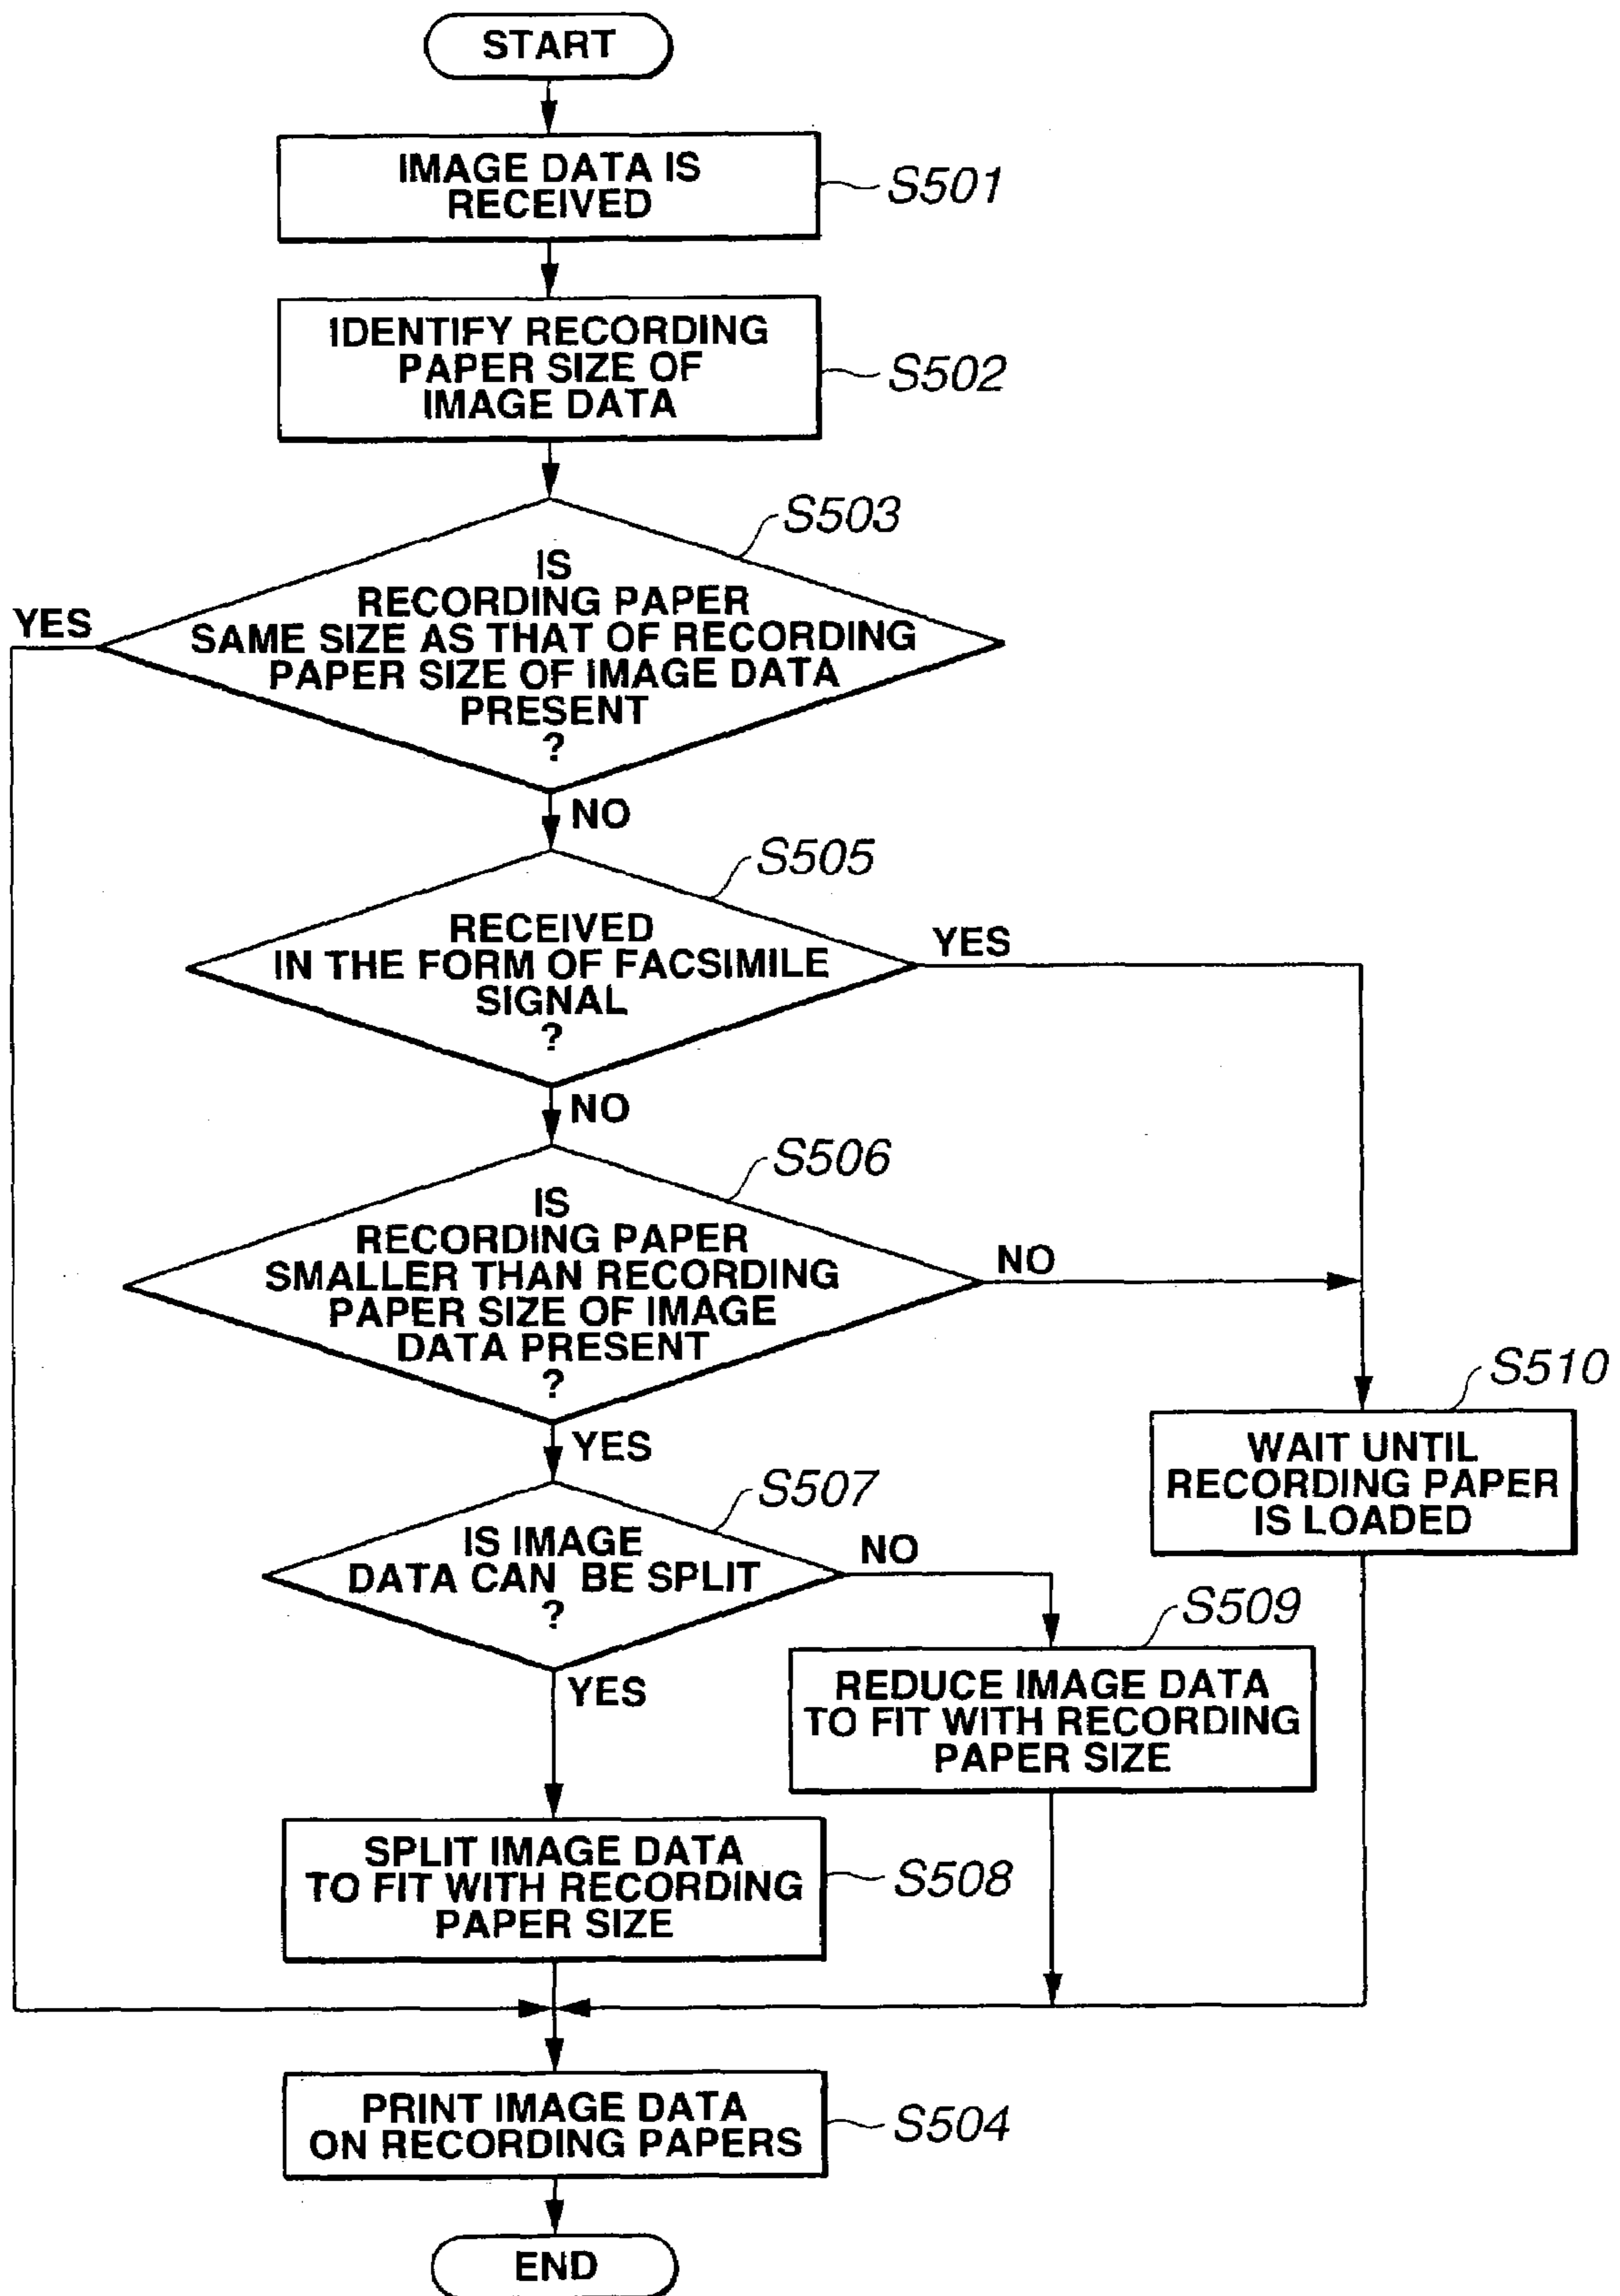 START
IMAGE DATA IS
RECEIVED
S501
IDENTIFY RECORDING
PAPER SIZE OF
IMAGE DATA
S502
S503
IS
RECORDING PAPER
SAME SIZE AS THAT OF RECORDING
PAPER SIZE OF IMAGE DATA
PRESENT
?
YES
NO
S505
RECEIVED
IN THE FORM OF FACSIMILE
SIGNAL
?
YES
NO
S506
IS
RECORDING PAPER
SMALLER THAN RECORDING
PAPER SIZE OF IMAGE
DATA PRESENT
?
NO
YES
S510
WAIT UNTIL
RECORDING PAPER
IS LOADED
S507
IS IMAGE
DATA CAN BE SPLIT
?
NO
YES
S509
REDUCE IMAGE DATA
TO FIT WITH RECORDING
PAPER SIZE
SPLIT IMAGE DATA
TO FIT WITH RECORDING
PAPER SIZE
S508
PRINT IMAGE DATA
ON RECORDING PAPERS
S504
END